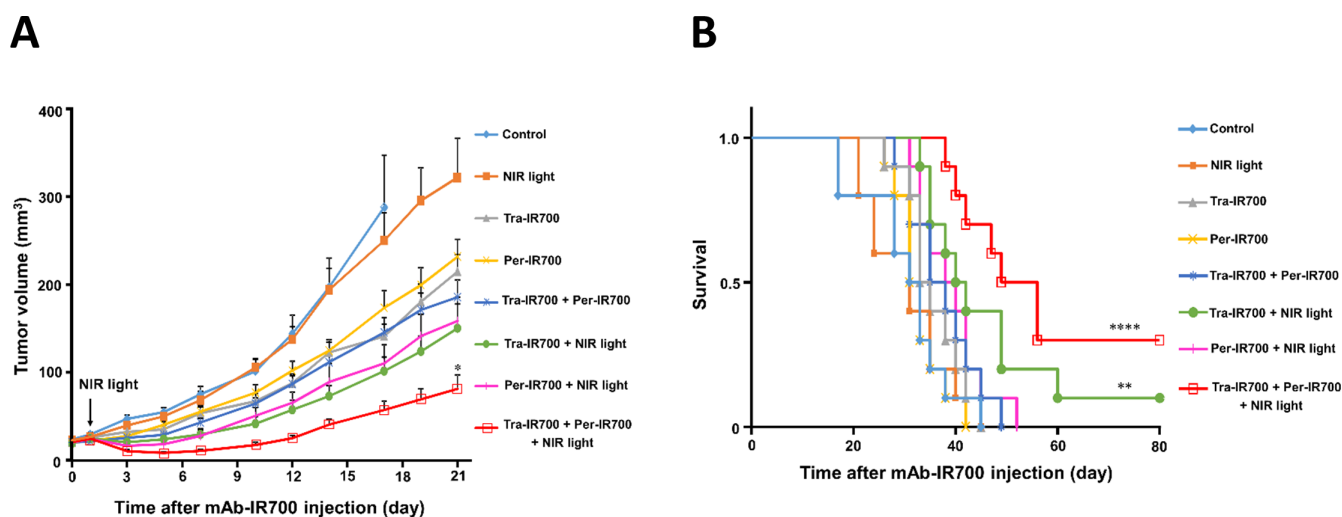 A
Tumor volume (mm³)
400
300
200
100
0
NIR light
*
0 3 6 9 12 15 18 21
Time after mAb-IR700 injection (day)
Control
NIR light
Tra-IR700
Per-IR700
Tra-IR700 + Per-IR700
Tra-IR700 + NIR light
Per-IR700 + NIR light
Tra-IR700 + Per-IR700
+ NIR light
B
Survival
1.0
0.5
0
****
**
0 20 40 60 80
Time after mAb-IR700 injection (day)
Control
NIR light
Tra-IR700
Per-IR700
Tra-IR700 + Per-IR700
Tra-IR700 + NIR light
Per-IR700 + NIR light
Tra-IR700 + Per-IR700
+ NIR light